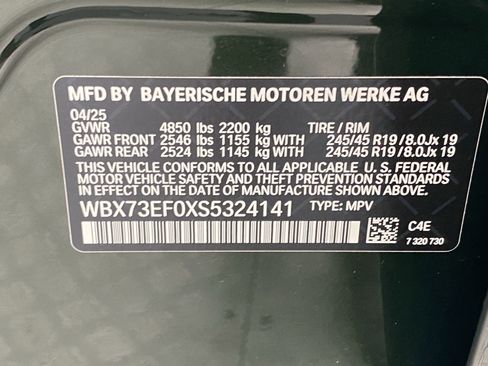 MFD BY BAYERISCHE MOTOREN WERKE AG
04/25
GVWR 4850 lbs 2200 kg TIRE / RIM
GAWR FRONT 2546 lbs 1155 kg WITH 245/45 R19 /8.0Jx 19
GAWR REAR 2524 lbs 1145 kg WITH 245/45 R19 /8.0Jx 19
THIS VEHICLE CONFORMS TO ALL APPLICABLE U. S. FEDERAL
MOTOR VEHICLE SAFETY AND THEFT PREVENTION STANDARDS
IN EFFECT ON THE DATE OF MANUFACTURE SHOWN ABOVE.
WBX73EF0XS5324141 TYPE: MPV
C4E
7 320 730